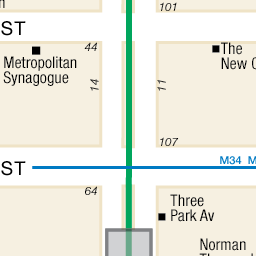 101
ST
44
Metropolitan
Synagogue
14
11
The
New
107
ST
M34
64
Three
Park Av
Norman